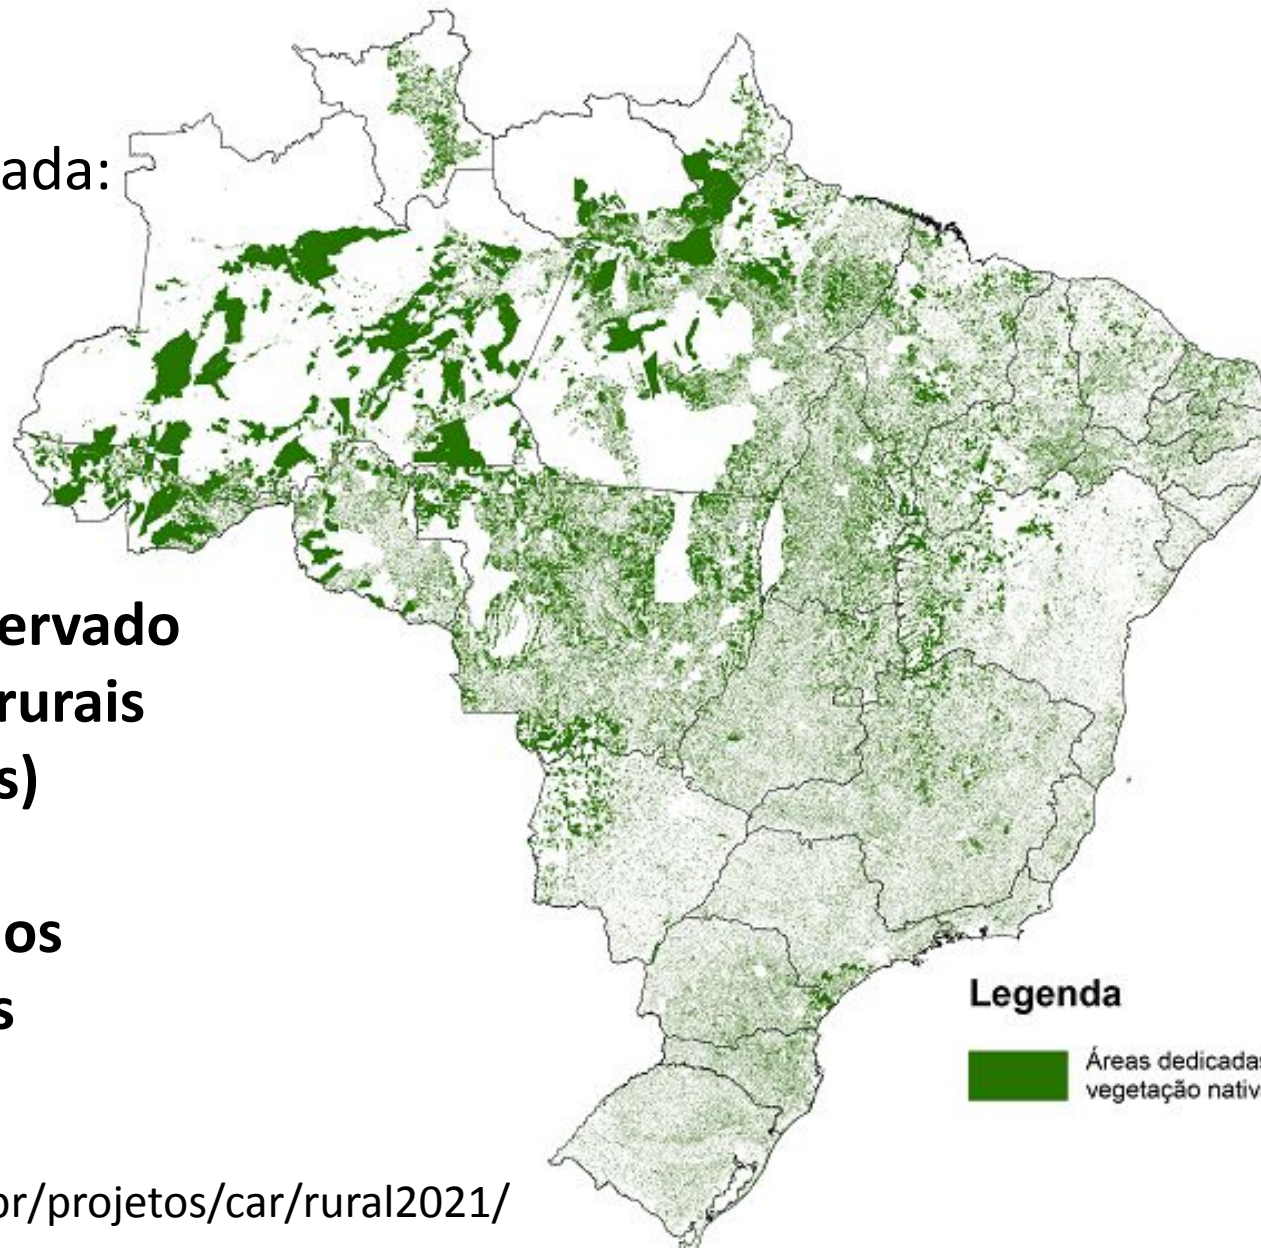 ada:
ervado
rurais
s)
os
s
Legenda
Áreas dedicadas
vegetação nativ
or/projetos/car/rural2021/